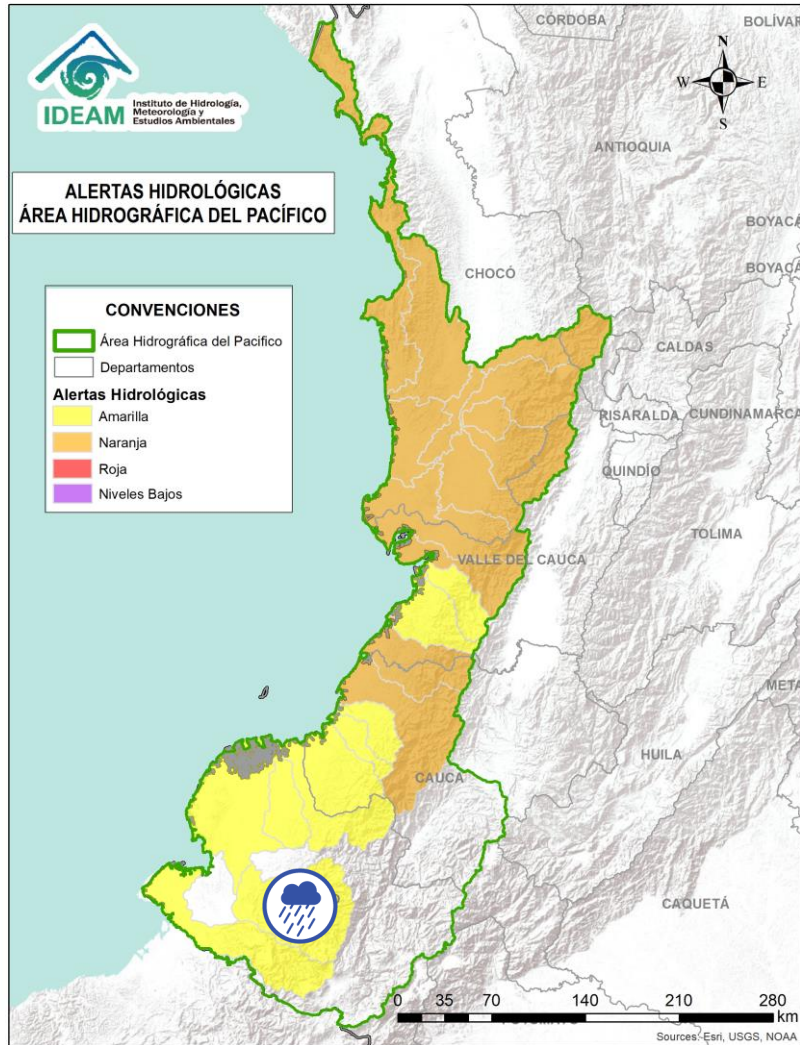 CÓRDOBA
BOLÍVAR
N
W E
S
IDEAM
Instituto de Hidrología,
Meteorología y
Estudios Ambientales
ANTIOQUIA
ALERTAS HIDROLÓGICAS
ÁREA HIDROGRÁFICA DEL PACÍFICO
BOYACÁ
BOYACÁ
CHOCÓ
CONVENCIONES
Área Hidrográfica del Pacifico
Departamentos
Alertas Hidrológicas
Amarilla
Naranja
Roja
Niveles Bajos
CALDAS
RISARALDA
CUNDINAMARCA
QUINDÍO
TOLIMA
VALLE DEL CAUCA
META
HUILA
CAUCA
CAQUETÁ
0 35 70 140 210 280
km
Sources: Esri, USGS, NOAA